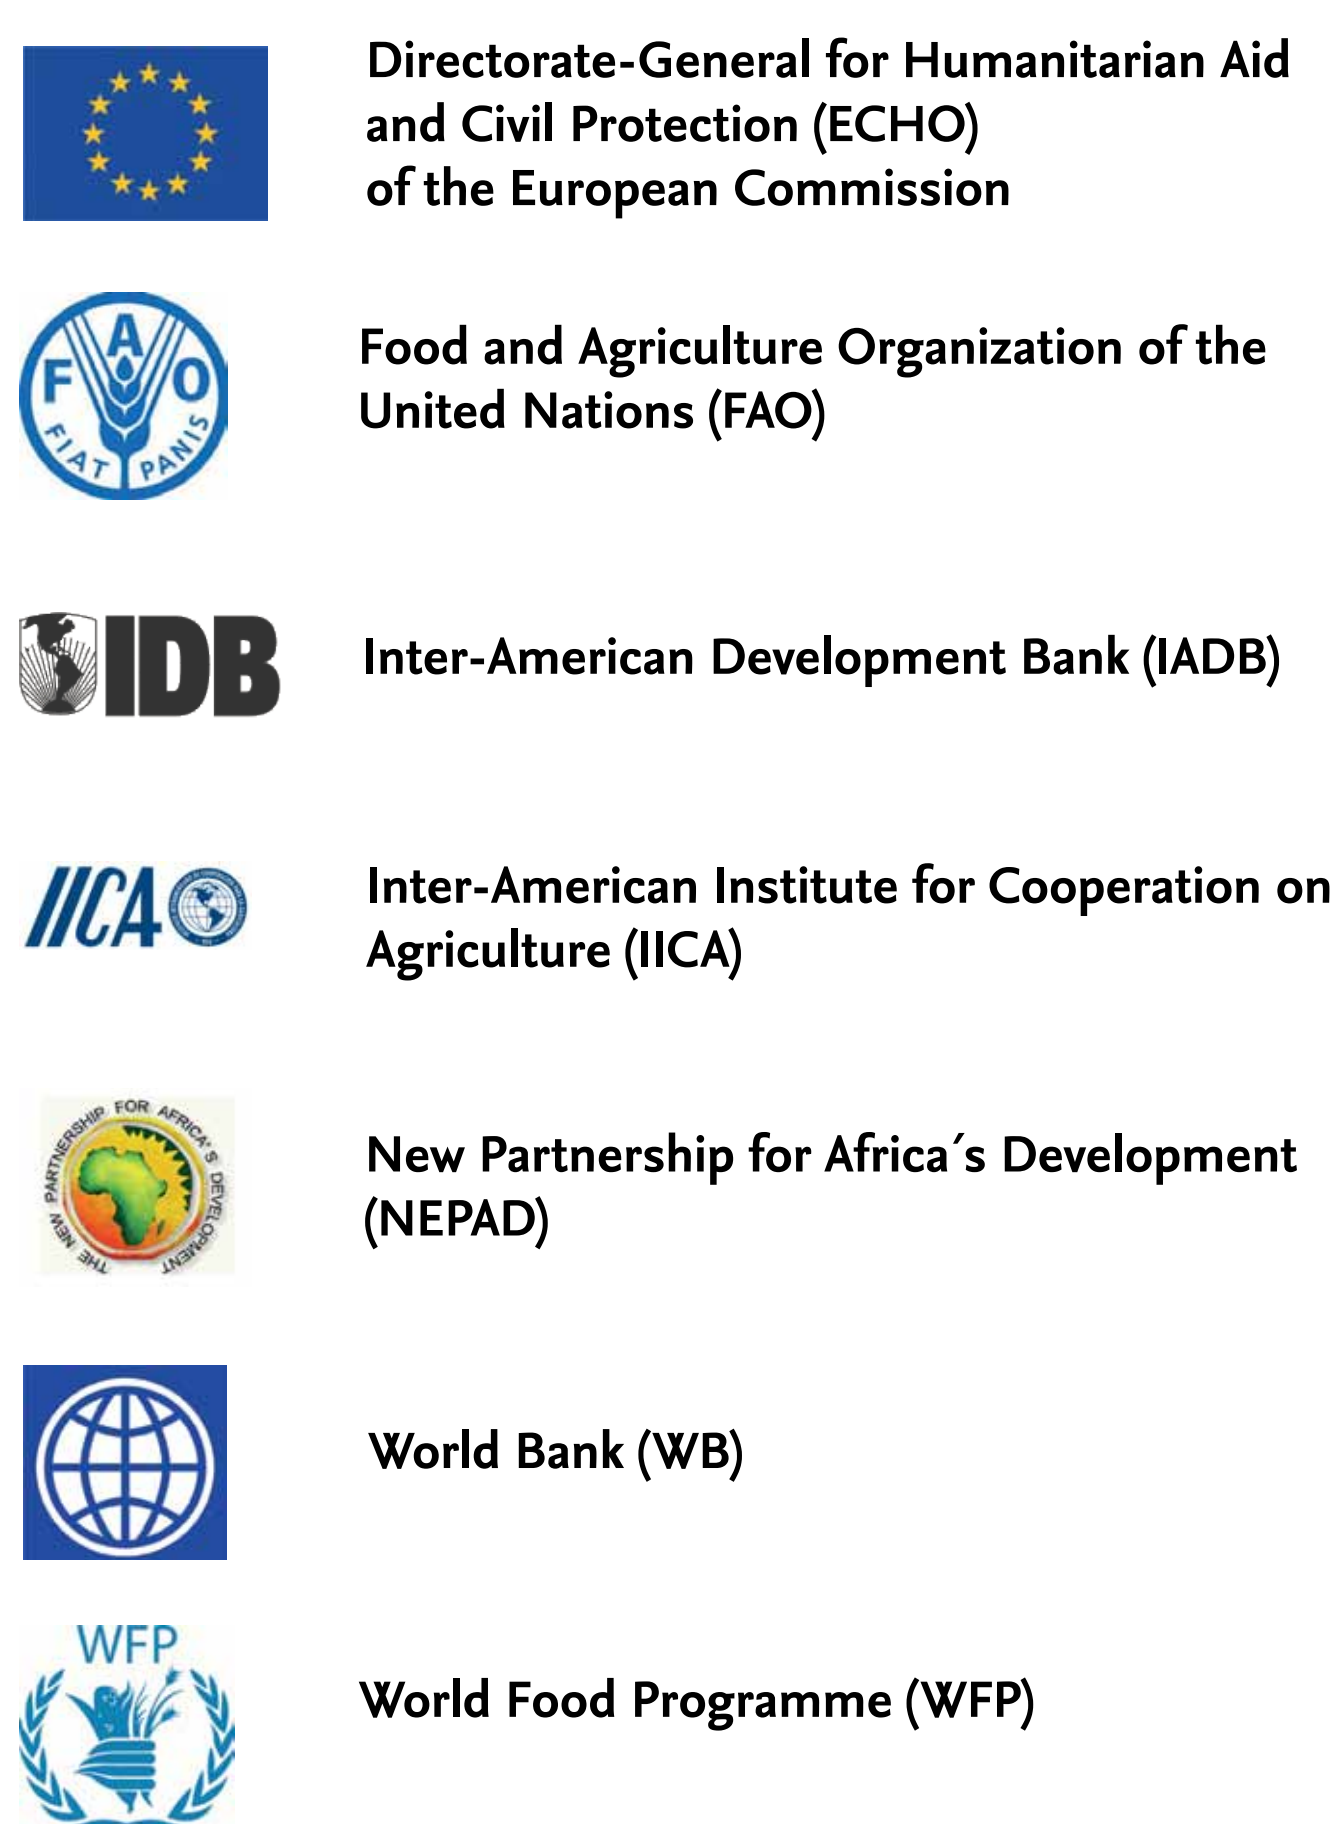 Directorate-General for Humanitarian Aid
and Civil Protection (ECHO)
of the European Commission
F A O
FIAT PANIS
Food and Agriculture Organization of the
United Nations (FAO)
IDB
Inter-American Development Bank (IADB)
IICA
Inter-American Institute for Cooperation on
Agriculture (IICA)
THE NEW PARTNERSHIP FOR AFRICA'S DEVELOPMENT
New Partnership for Africa´s Development
(NEPAD)
World Bank (WB)
WFP
World Food Programme (WFP)